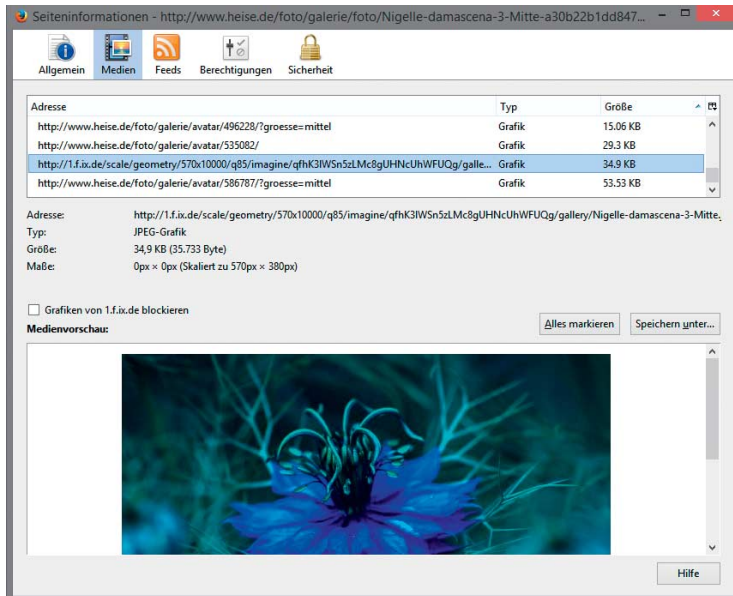 Seiteninformationen - http://www.heise.de/foto/galerie/foto/Nigelle-damascena-3-Mitte-a30b22b1dd847...
Allgemein Medien Feeds Berechtigungen Sicherheit
Adresse Typ Größe
http://www.heise.de/foto/galerie/avatar/496228/?groesse=mittel Grafik 15.06 KB
http://www.heise.de/foto/galerie/avatar/535082/ Grafik 29.3 KB
http://1.f.ix.de/scale/geometry/570x10000/q85/imagine/qfhK3IWSn5zLMc8gUHNcUhWFUQg/galle... Grafik 34.9 KB
http://www.heise.de/foto/galerie/avatar/586787/?groesse=mittel Grafik 53.53 KB
Adresse: http://1.f.ix.de/scale/geometry/570x10000/q85/imagine/qfhK3IWSn5zLMc8gUHNcUhWFUQg/gallery/Nigelle-damascena-3-Mitte.
Typ: JPEG-Grafik
Größe: 34,9 KB (35.733 Byte)
Maße: 0px × 0px (Skaliert zu 570px × 380px)
Grafiken von 1.f.ix.de blockieren
Medienvorschau: Alles markieren Speichern unter...
Hilfe